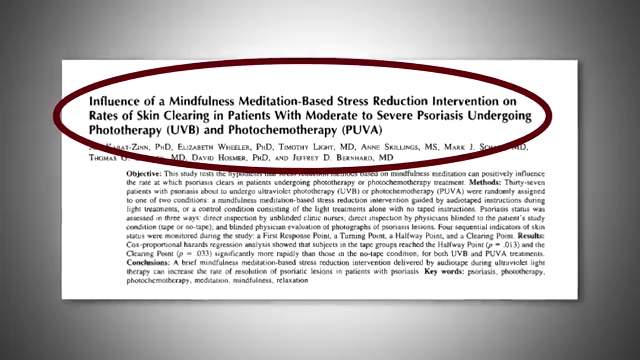 Influence of a Mindfulness Meditation-Based Stress Reduction Intervention on
Rates of Skin Clearing in Patients With Moderate to Severe Psoriasis Undergoing
Phototherapy (UVB) and Photochemotherapy (PUVA)
Kabat-Zinn, PhD, Elizabeth Wheeler, PhD, Timothy Light, MD, Anne Skillings, MS, Mark J. MD,
Thomas G. MD, David Hosmer, PhD, and Jeffrey D. Bernhard, MD
Objective: This study tests the hypothesis that stress reduction methods based on mindfulness meditation can positively influence
the rate at which psoriasis clears in patients undergoing phototherapy or photochemotherapy treatment. Methods: Thirty-seven
patients with psoriasis about to undergo ultraviolet phototherapy (UVB) or photochemotherapy (PUVA) were randomly assigned
to one of two conditions: a mindfulness meditation-based stress reduction intervention guided by audiotaped instructions during
light treatments, or a control condition consisting of the light treatments alone with no taped instructions. Psoriasis status was
assessed in three ways: direct inspection by unblinded clinic nurses; direct inspection by physicians blinded to the patient's study
condition (tape or no-tape); and blinded physician evaluation of photographs of psoriasis lesions. Four sequential indicators of skin
status were monitored during the study: a First Response Point, a Turning Point, a Halfway Point, and a Clearing Point. Results:
Cox-proportional hazards regression analysis showed that subjects in the tape groups reached the Halfway Point (p = .013) and the
Clearing Point (p = .033) significantly more rapidly than those in the no-tape condition, for both UVB and PUVA treatments.
Conclusions: A brief mindfulness meditation-based stress reduction intervention delivered by audiotape during ultraviolet light
therapy can increase the rate of resolution of psoriatic lesions in patients with psoriasis. Key words: psoriasis, phototherapy,
photochemotherapy, meditation, mindfulness, relaxation